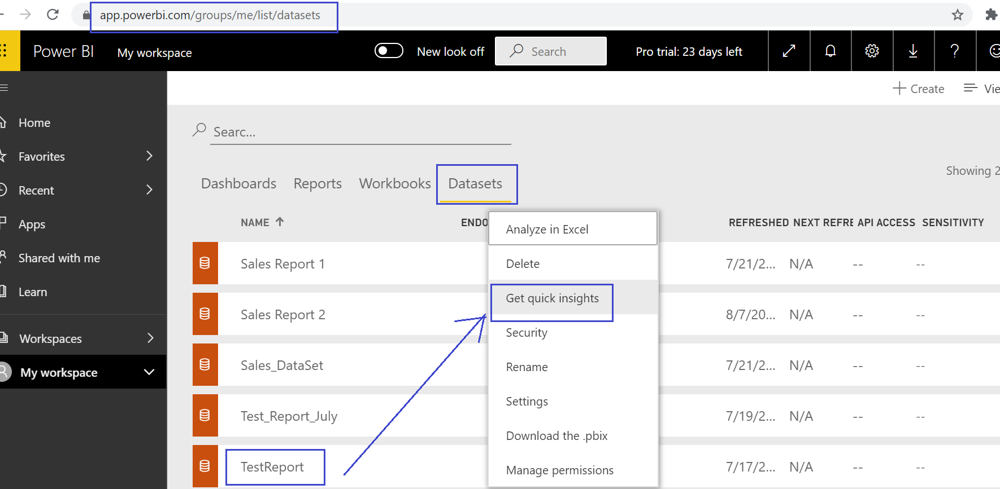 app.powerbi.com/groups/me/list/datasets
Power BI My workspace New look off Search Pro trial: 23 days left ?
Create Vie
Home
Favorites
Recent
Apps
Shared with me
Learn
Workspaces
My workspace
Searc...
Showing 2
Dashboards Reports Workbooks Datasets
NAME ENDO REFRESHED NEXT REFRE API ACCESS SENSITIVITY
Sales Report 1 7/21/2... N/A -- --
Sales Report 2 8/7/20... N/A -- --
Sales_DataSet 7/21/2... N/A -- --
Test_Report_July 7/19/2... N/A -- --
TestReport 7/17/2... N/A -- --
Analyze in Excel
Delete
Get quick insights
Security
Rename
Settings
Download the .pbix
Manage permissions